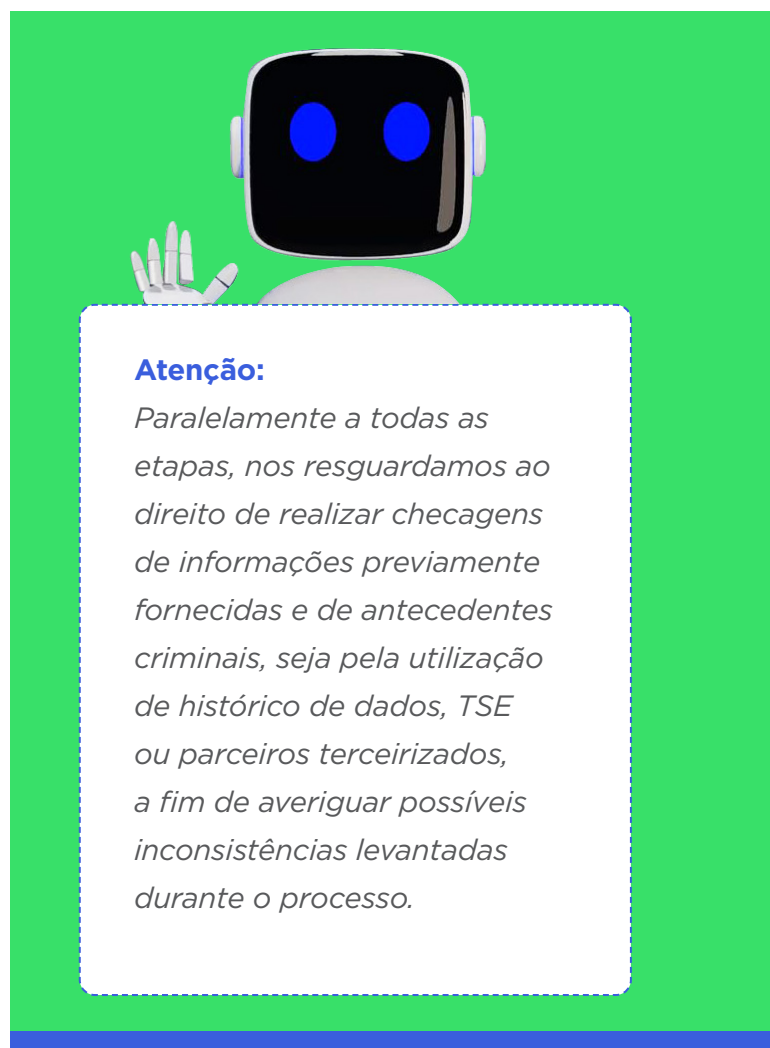 Atenção:
Paralelamente a todas as
etapas, nos resguardamos ao
direito de realizar checagens
de informações previamente
fornecidas e de antecedentes
criminais, seja pela utilização
de histórico de dados, TSE
ou parceiros terceirizados,
a fim de averiguar possíveis
inconsistências levantadas
durante o processo.